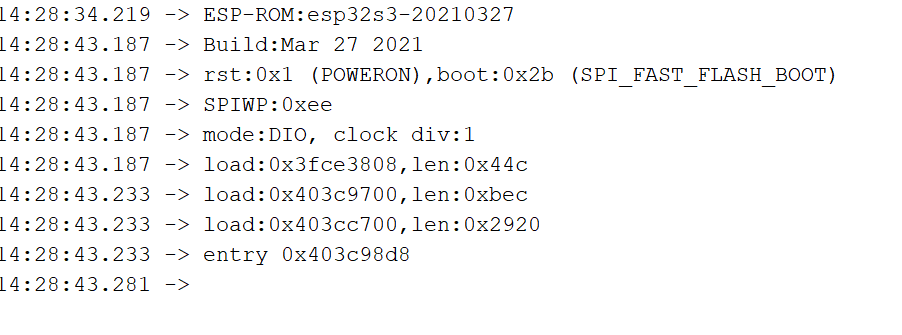 14:28:34.219 -> ESP-ROM:esp32s3-20210327
14:28:43.187 -> Build:Mar 27 2021
14:28:43.187 -> rst:0x1 (POWERON),boot:0x2b (SPI_FAST_FLASH_BOOT)
14:28:43.187 -> SPIWP:0xee
14:28:43.187 -> mode:DIO, clock div:1
14:28:43.187 -> load:0x3fce3808,len:0x44c
14:28:43.233 -> load:0x403c9700,len:0xbec
14:28:43.233 -> load:0x403cc700,len:0x2920
14:28:43.233 -> entry 0x403c98d8
14:28:43.281 ->